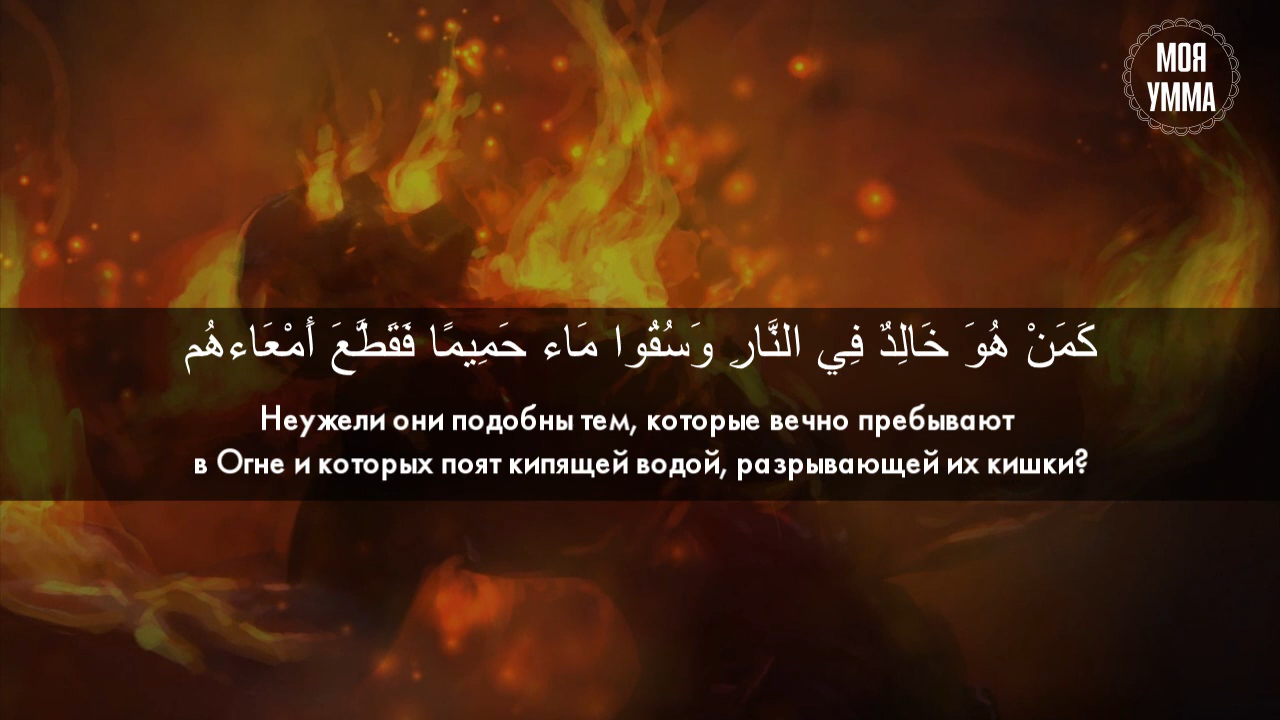 МОЯ
УММА
كَمَنْ هُوَ خَالِدٌ فِي النَّارِ وَسُقُوا مَاء حَمِيمًا فَقَطَّعَ أَمْعَاءهُم
Неужели они подобны тем, которые вечно пребывают
в Огне и которых поят кипящей водой, разрывающей их кишки?